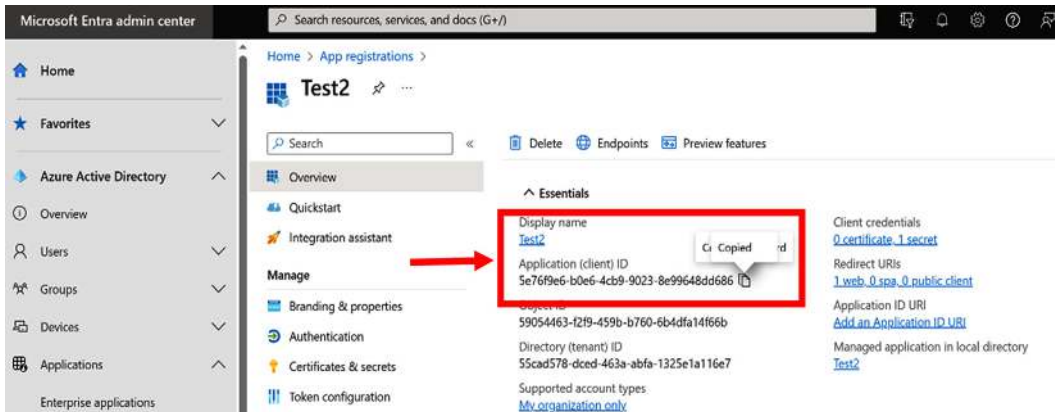 Microsoft Entra admin center
Search resources, services, and docs (G+/)
Home
Favorites
Azure Active Directory
Overview
Users
Groups
Devices
Applications
Enterprise applications
Home > App registrations >
Test2
Search
Overview
Quickstart
Integration assistant
Manage
Branding & properties
Authentication
Certificates & secrets
Token configuration
Delete Endpoints Preview features
Essentials
Display name
Test2
Copied
Application (client) ID
5e76f9e6-b0e6-4cb9-9023-8e99648dd686
Object ID
59054463-f2f9-459b-b760-6b4dfa14f66b
Directory (tenant) ID
55cad578-dced-463a-abfa-1325e1a116e7
Supported account types
My organization only
Client credentials
0 certificate, 1 secret
Redirect URIs
1 web, 0 spa, 0 public client
Application ID URI
Add an Application ID URI
Managed application in local directory
Test2